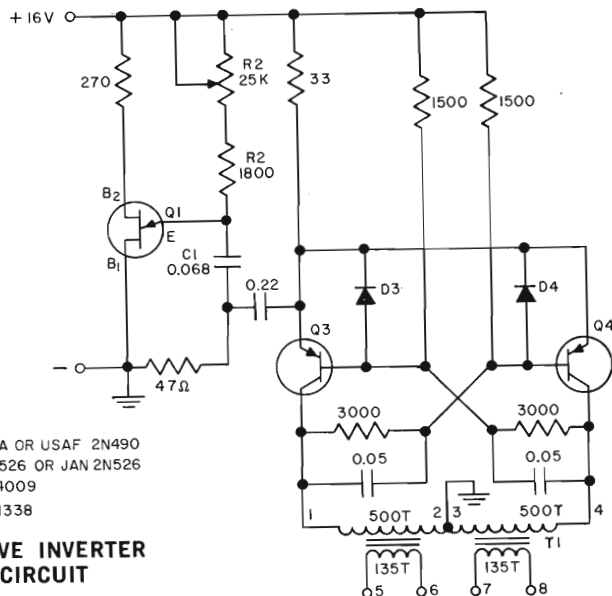 +16V
270
R2
25K
33
1500
1500
R2
1800
B2
Q1
E
B1
C1
0.068
0.22
D3
D4
Q3
Q4
–
47Ω
3000
3000
0.05
0.05
A OR USAF 2N490
526 OR JAN 2N526
4009
1338
1
500T
2
3
500T
4
T1
VE INVERTER
CIRCUIT
135T
135T
5
6
7
8